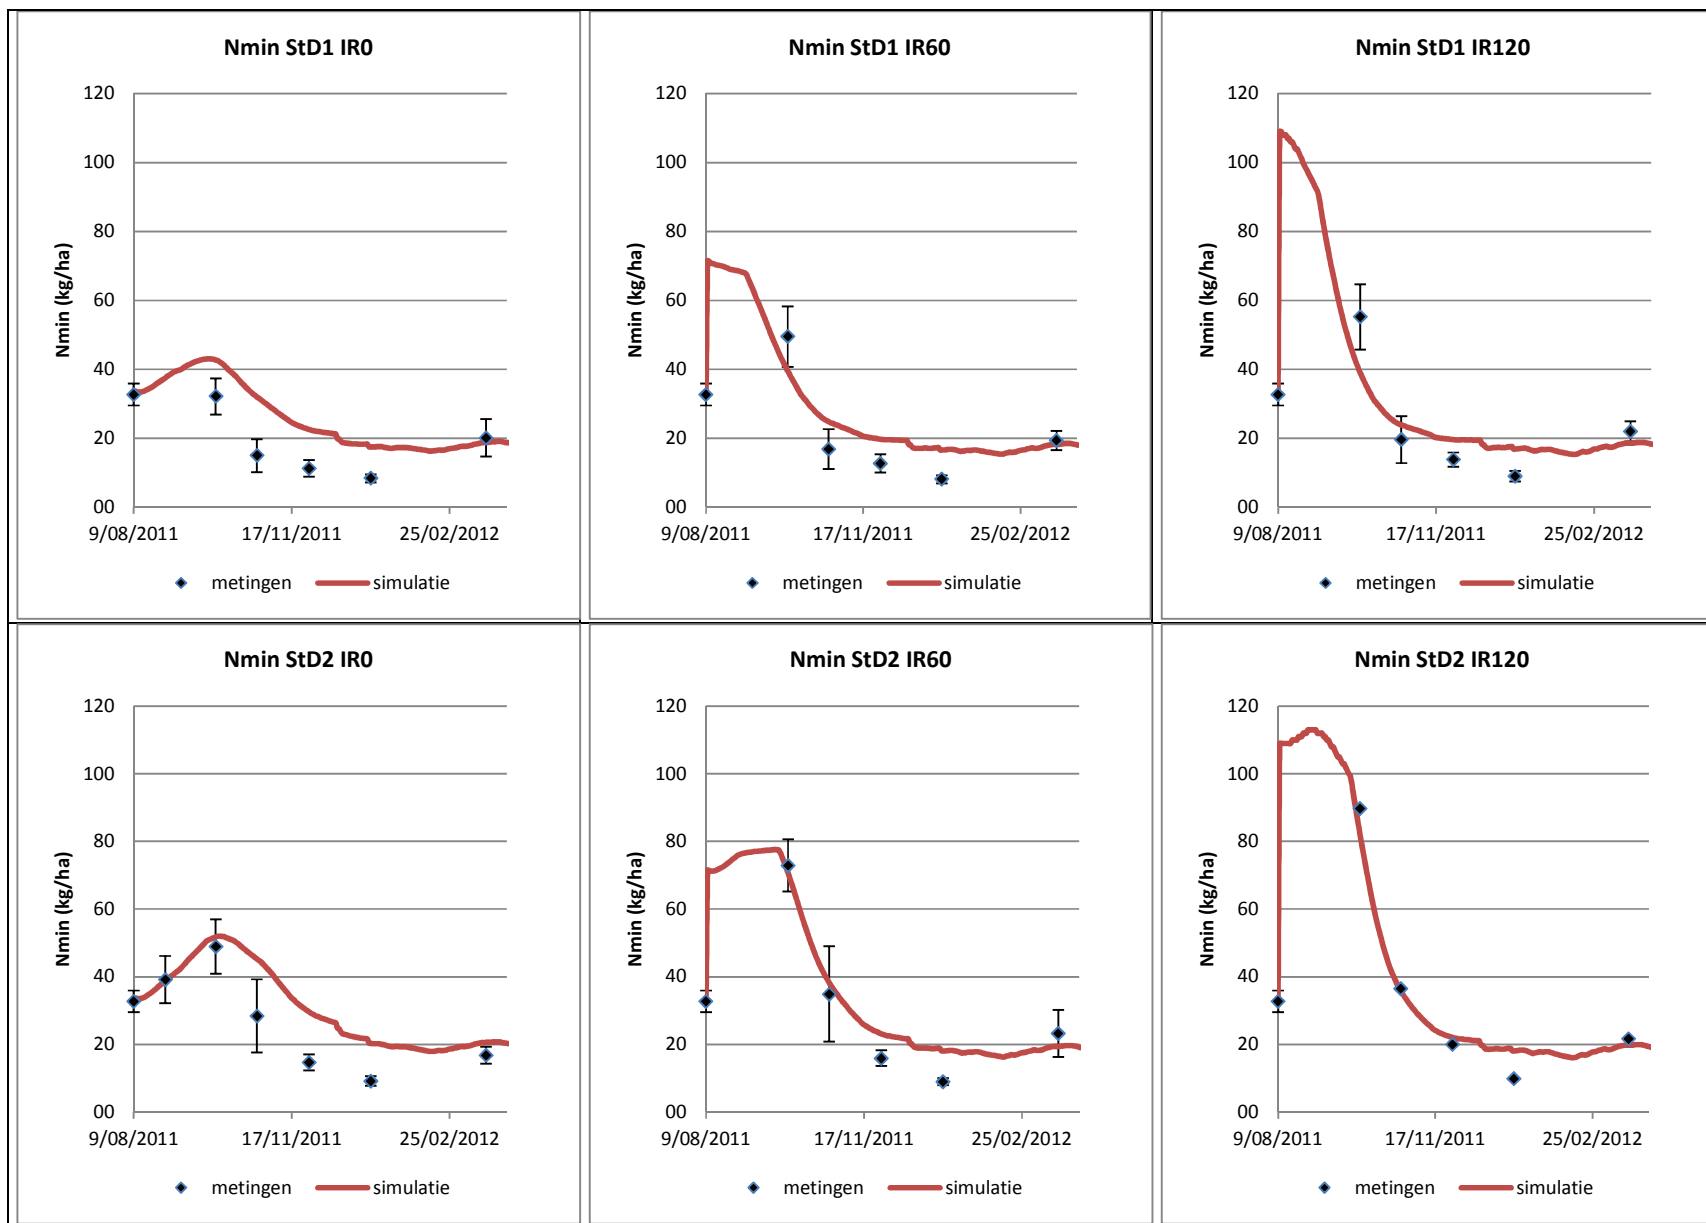 Nmin StD1 IR0
120
100
80
60
40
20
00
Nmin (kg/ha)
9/08/2011 17/11/2011 25/02/2012
metingen simulatie
Nmin StD1 IR60
120
100
80
60
40
20
00
Nmin (kg/ha)
9/08/2011 17/11/2011 25/02/2012
metingen simulatie
Nmin StD1 IR120
120
100
80
60
40
20
00
Nmin (kg/ha)
9/08/2011 17/11/2011 25/02/2012
metingen simulatie
Nmin StD2 IR0
120
100
80
60
40
20
00
Nmin (kg/ha)
9/08/2011 17/11/2011 25/02/2012
metingen simulatie
Nmin StD2 IR60
120
100
80
60
40
20
00
Nmin (kg/ha)
9/08/2011 17/11/2011 25/02/2012
metingen simulatie
Nmin StD2 IR120
120
100
80
60
40
20
00
Nmin (kg/ha)
9/08/2011 17/11/2011 25/02/2012
metingen simulatie